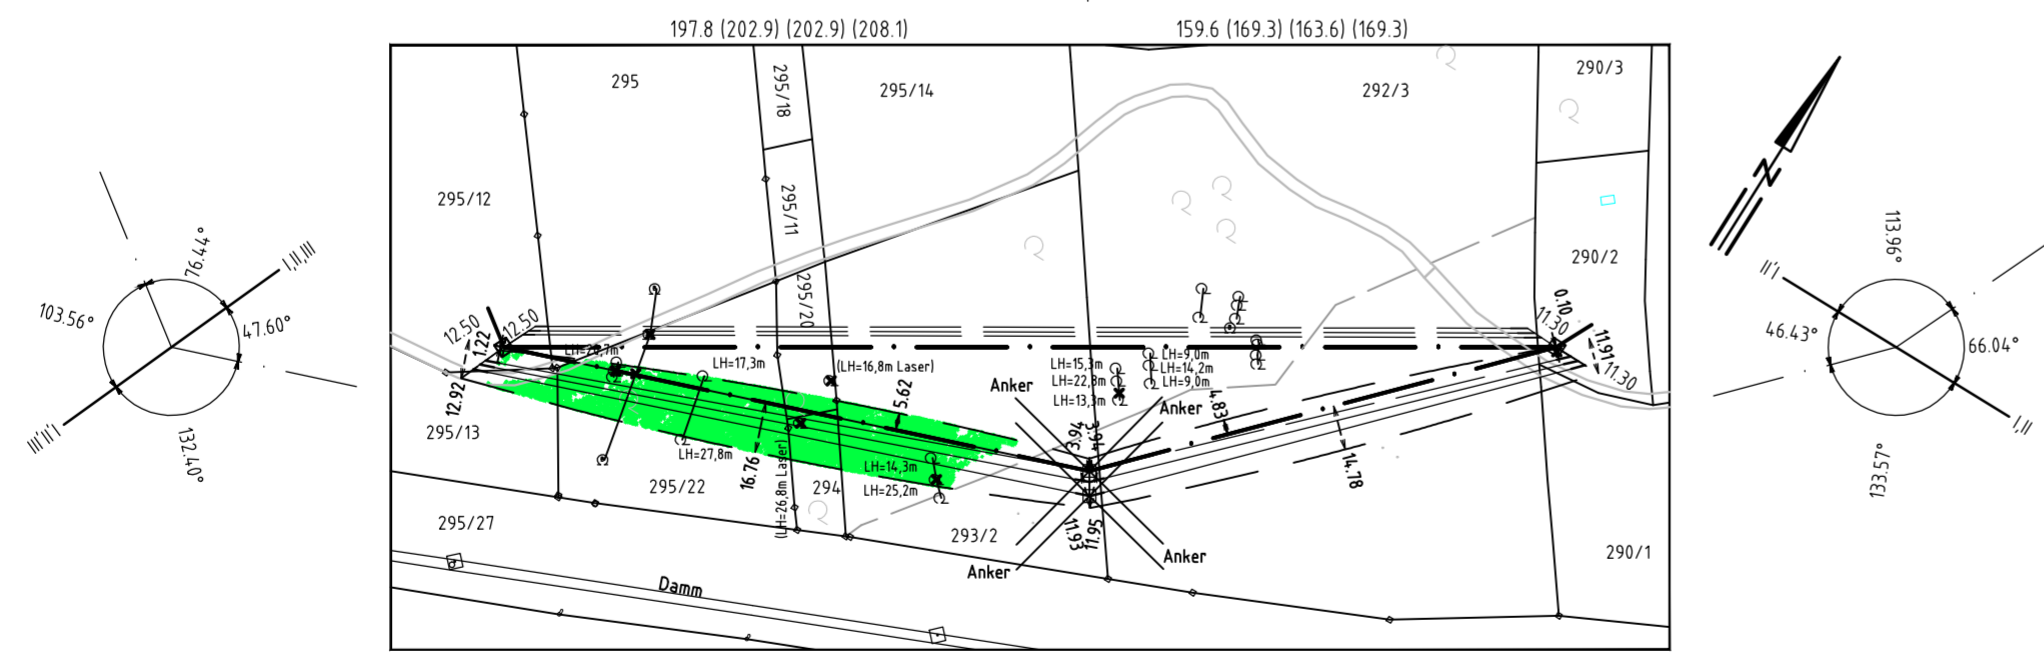 197.8 (202.9) (202.9) (208.1)
159.6 (169.3) (163.6) (169.3)
295
295/18
295/14
292/3
290/3
295/12
295/11
290/2
295/20
N
76.44°
I,II,III
103.56°
47.60°
132.40°
III'II'I
113.96°
II'I
46.43°
66.04°
133.57°
I,II
12.50
12.50
1.22
12.92
LH=17,3m
(LH=16,8m Laser)
5.62
LH=15,3m
LH=22,8m
LH=13,3m
LH=9,0m
LH=14,2m
LH=9,0m
0.10
11.30
11.91
11.30
Anker
Anker
4.83
3.94
295/13
LH=27,8m
16.76
(LH=26,8m Laser)
LH=14,3m
LH=25,2m
14.78
295/22
294
295/27
293/2
11.93
11.95
Anker
Anker
290/1
Damm